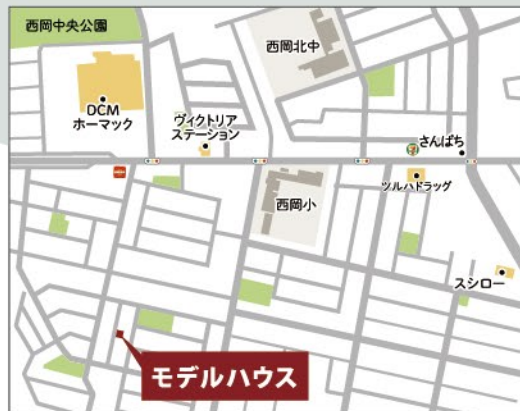 西岡中央公園
西岡北中
DCM
ホーマック
ヴィクトリア
ステーション
さんぱち
ツルハドラッグ
西岡小
スシロー
モデルハウス